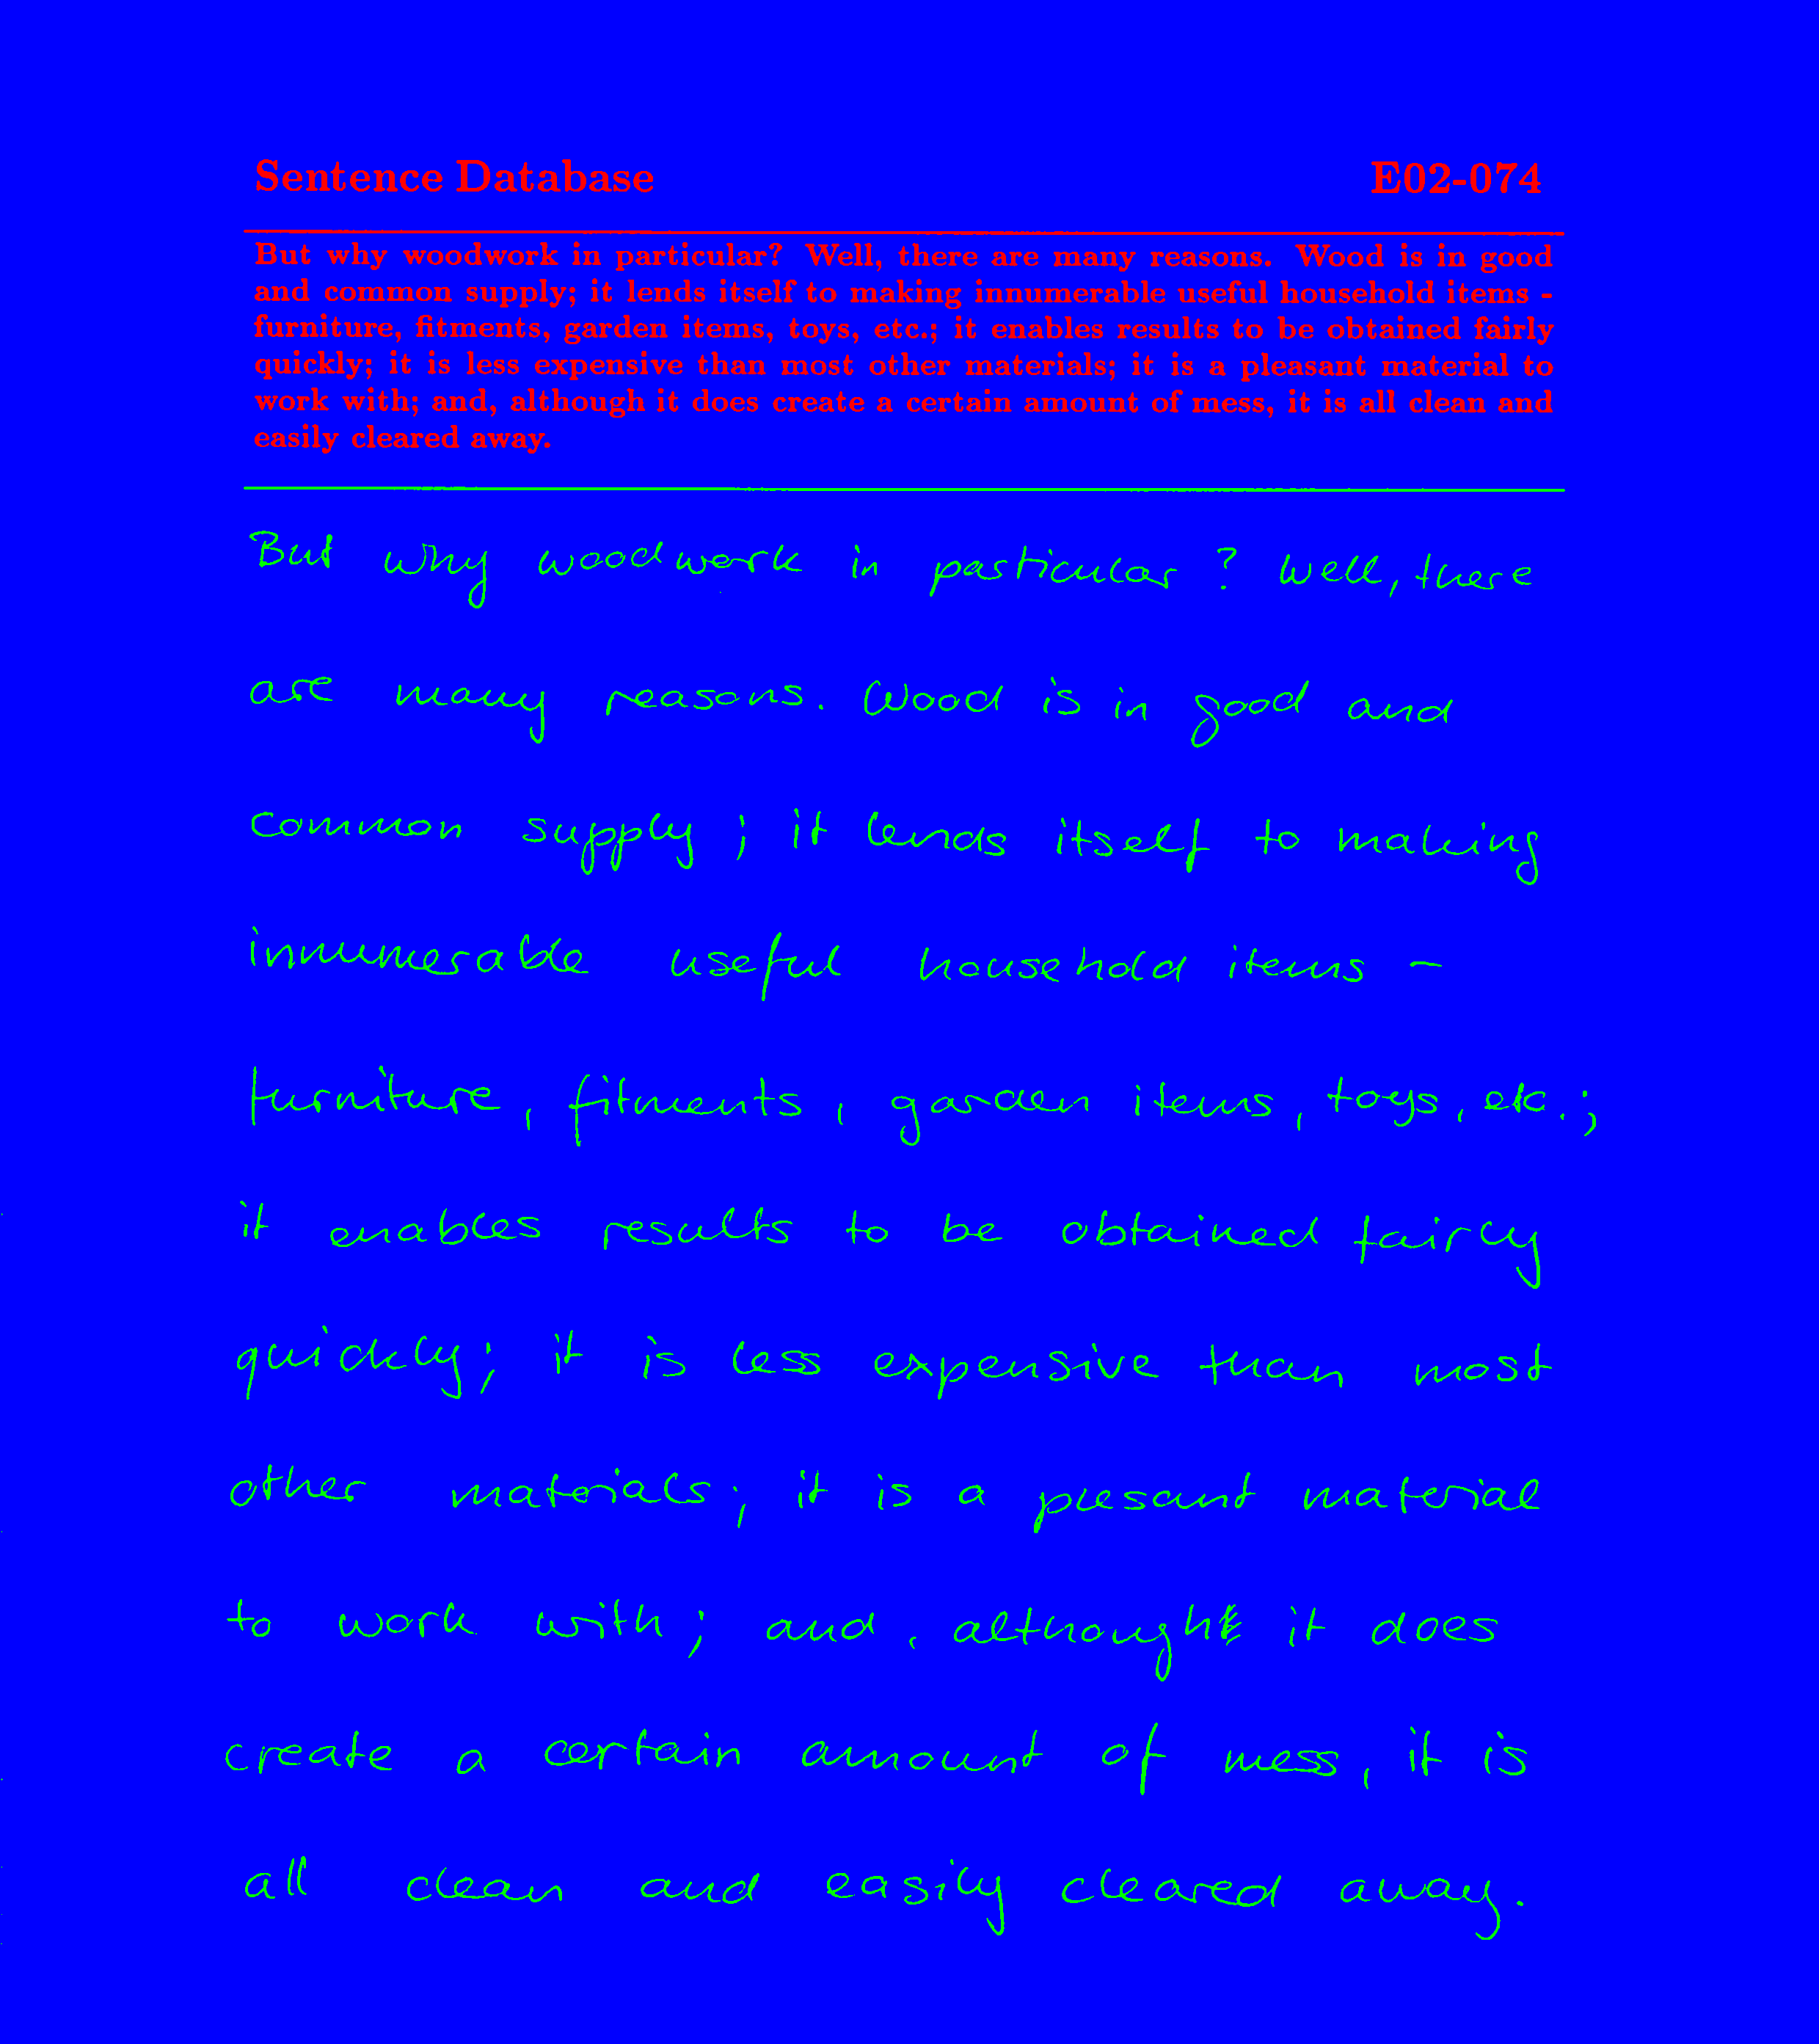 Sentence Database E02-074
But why woodwork in particular? Well, there are many reasons. Wood is in good
and common supply; it lends itself to making innumerable useful household items -
furniture, fitments, garden items, toys, etc.; it enables results to be obtained fairly
quickly; it is less expensive than most other materials; it is a pleasant material to
work with; and, although it does create a certain amount of mess, it is all clean and
easily cleared away.
But why woodwork in particular ? Well, there
are many reasons. Wood is in good and
common supply ; it lends itself to making
innumerable useful household items -
furniture, fitments, garden items, toys, etc.;
it enables results to be obtained fairly
quickly; it is less expensive than most
other materials; it is a plesant material
to work with; and, although it does
create a certain amount of mess, it is
all clean and easily cleared away.